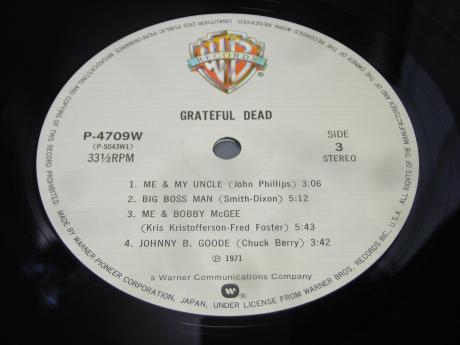 WB
RECORDS
GRATEFUL DEAD
P-4709W
(P-5043W1)
33⅓RPM
SIDE
3
STEREO
1. ME & MY UNCLE (John Phillips) 3:06
2. BIG BOSS MAN (Smith-Dixon) 5:12
3. ME & BOBBY McGEE
(Kris Kristofferson-Fred Foster) 5:43
4. JOHNNY B. GOODE (Chuck Berry) 3:42
Ⓟ 1971
a Warner Communications Company
(R)
MADE BY WARNER-PIONEER CORPORATION, JAPAN, UNDER LICENSE FROM WARNER BROS. RECORDS INC., U.S.A. ALL RIGHTS OF THE MANUFACTURER AND OF THE OWNER OF THE RECORDED WORK RESERVED. UNAUTHORIZED PUBLIC PERFORMANCE, BROADCASTING AND COPYING OF THIS RECORD PROHIBITED.